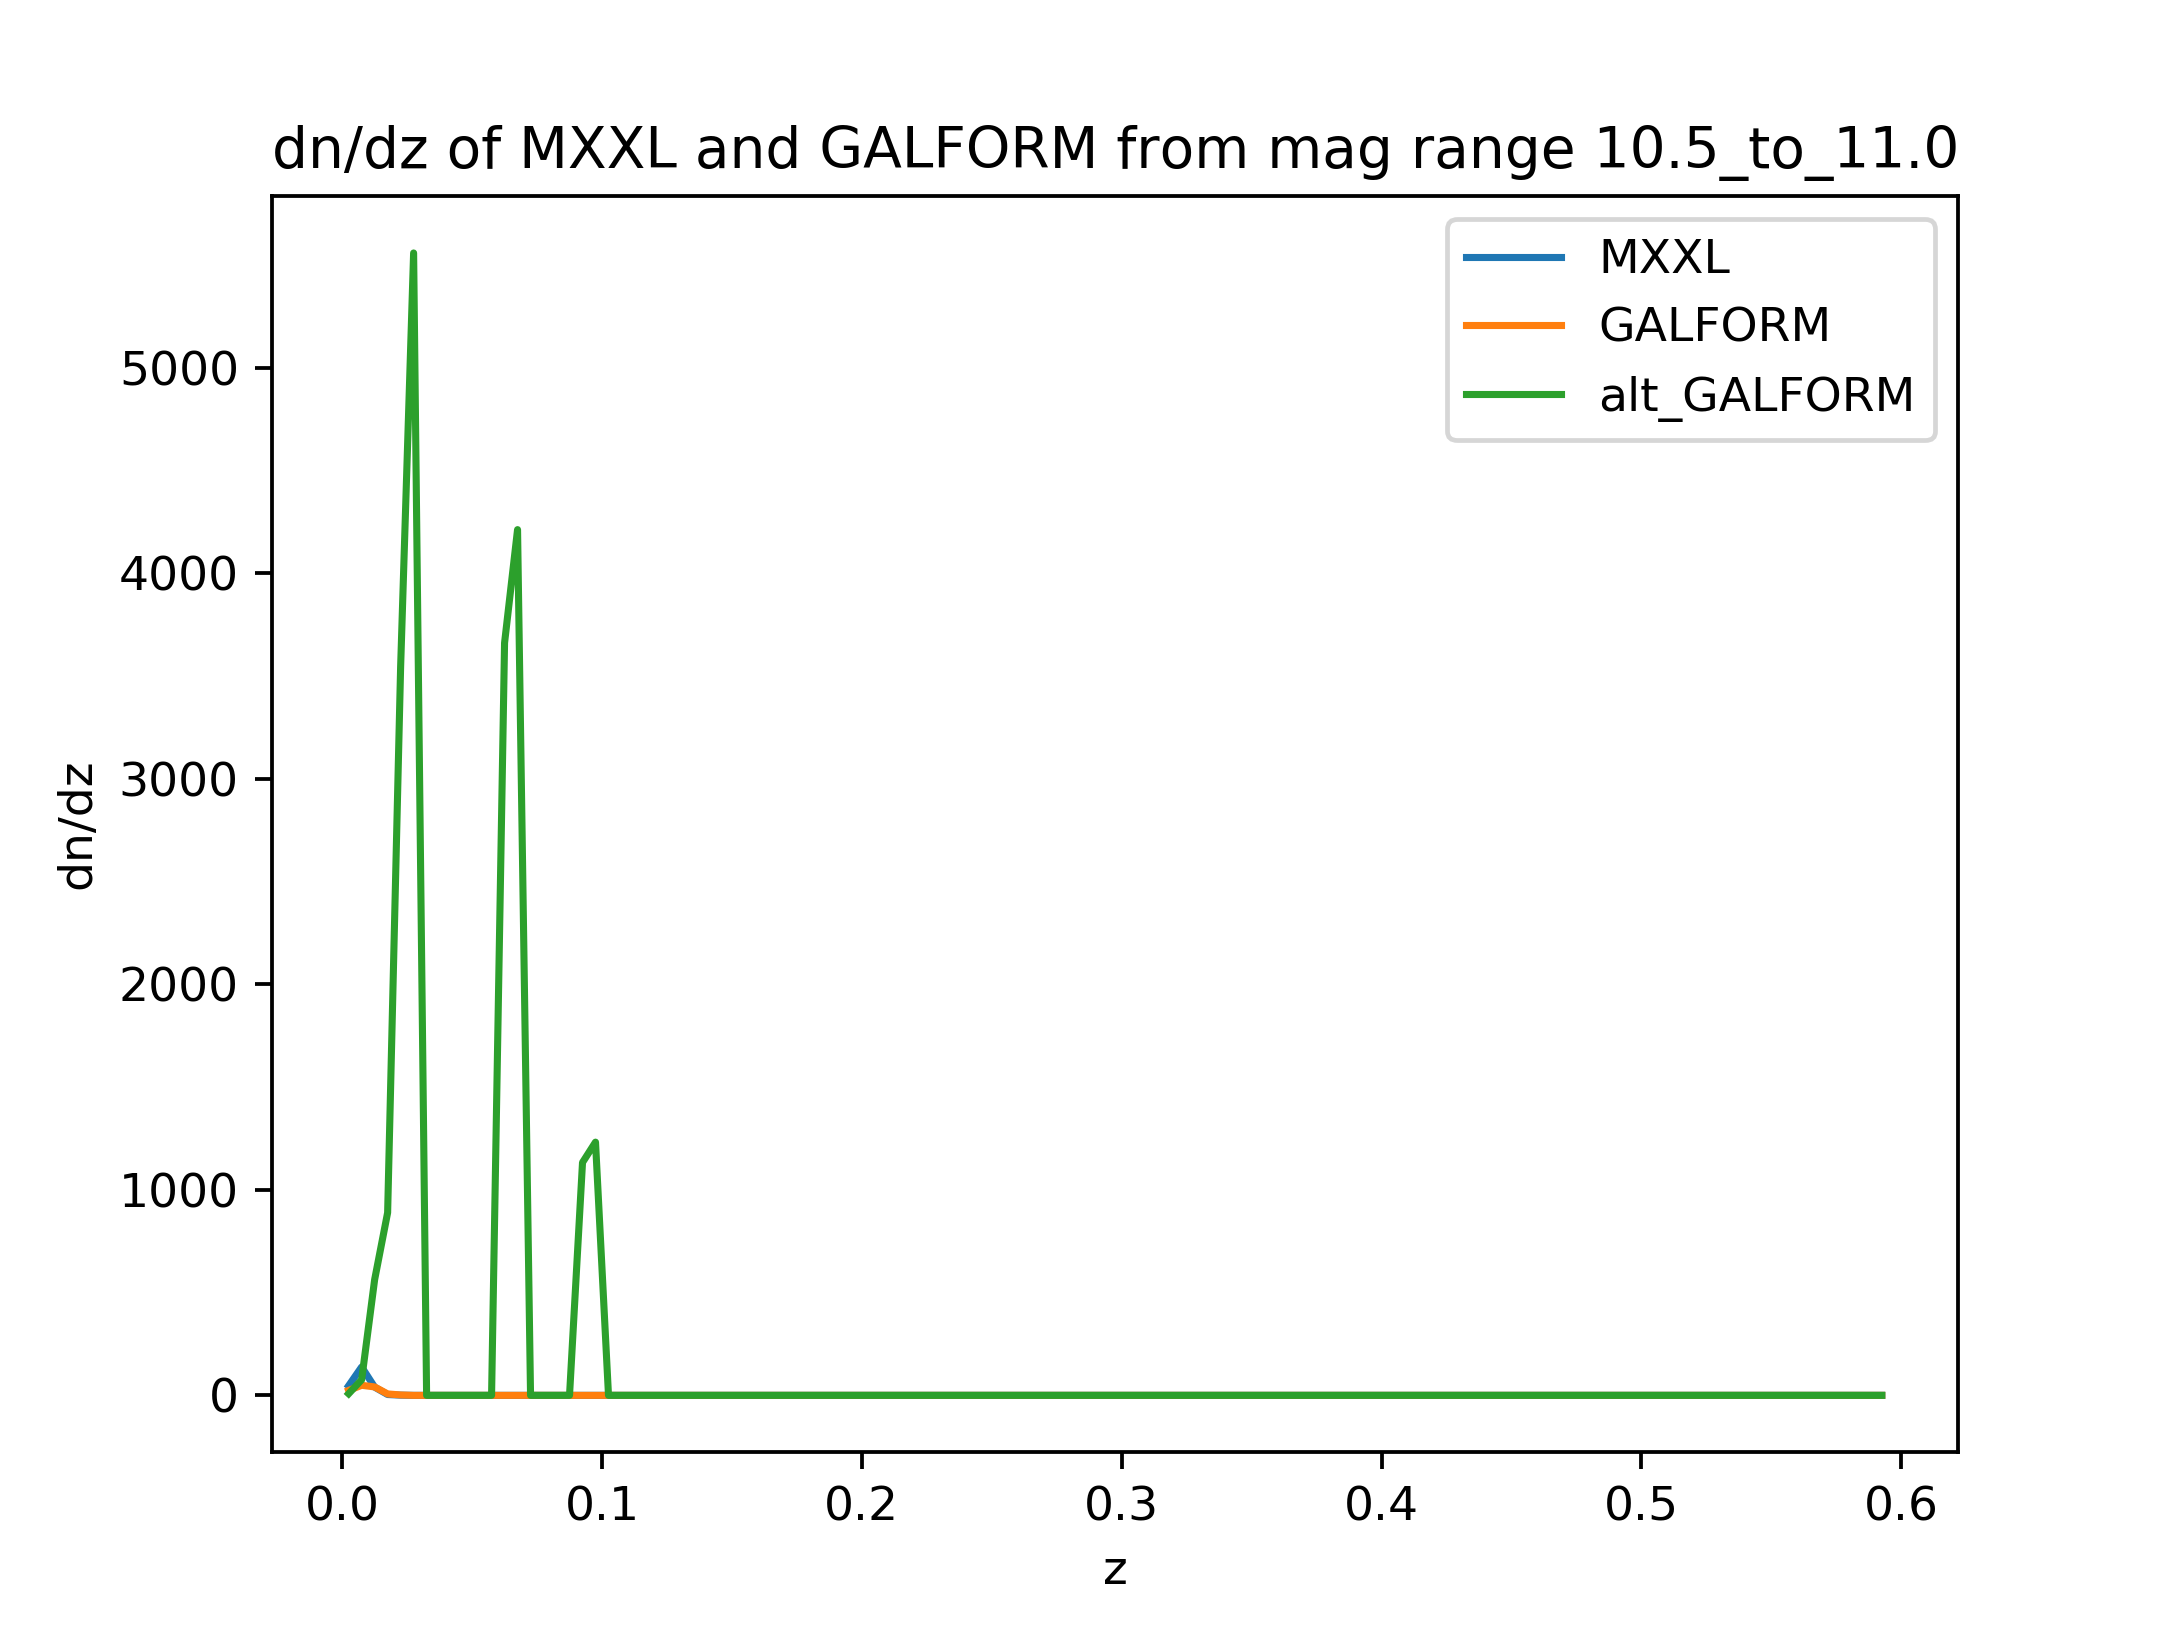 dn/dz of MXXL and GALFORM from mag range 10.5_to_11.0
MXXL
GALFORM
alt_GALFORM
dn/dz
5000
4000
3000
2000
1000
0
0.0 0.1 0.2 0.3 0.4 0.5 0.6
z